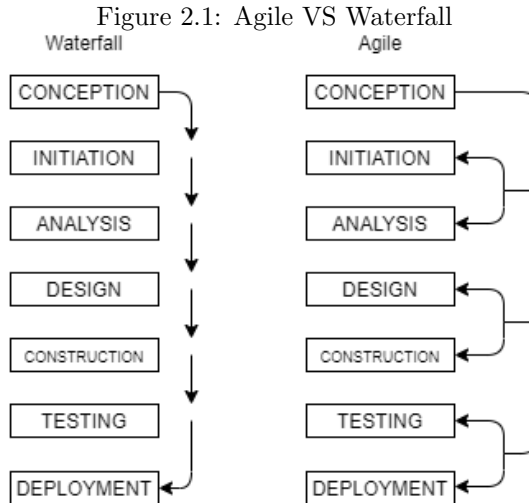 Figure 2.1: Agile VS Waterfall
Waterfall
CONCEPTION
INITIATION
ANALYSIS
DESIGN
CONSTRUCTION
TESTING
DEPLOYMENT
Agile
CONCEPTION
INITIATION
ANALYSIS
DESIGN
CONSTRUCTION
TESTING
DEPLOYMENT